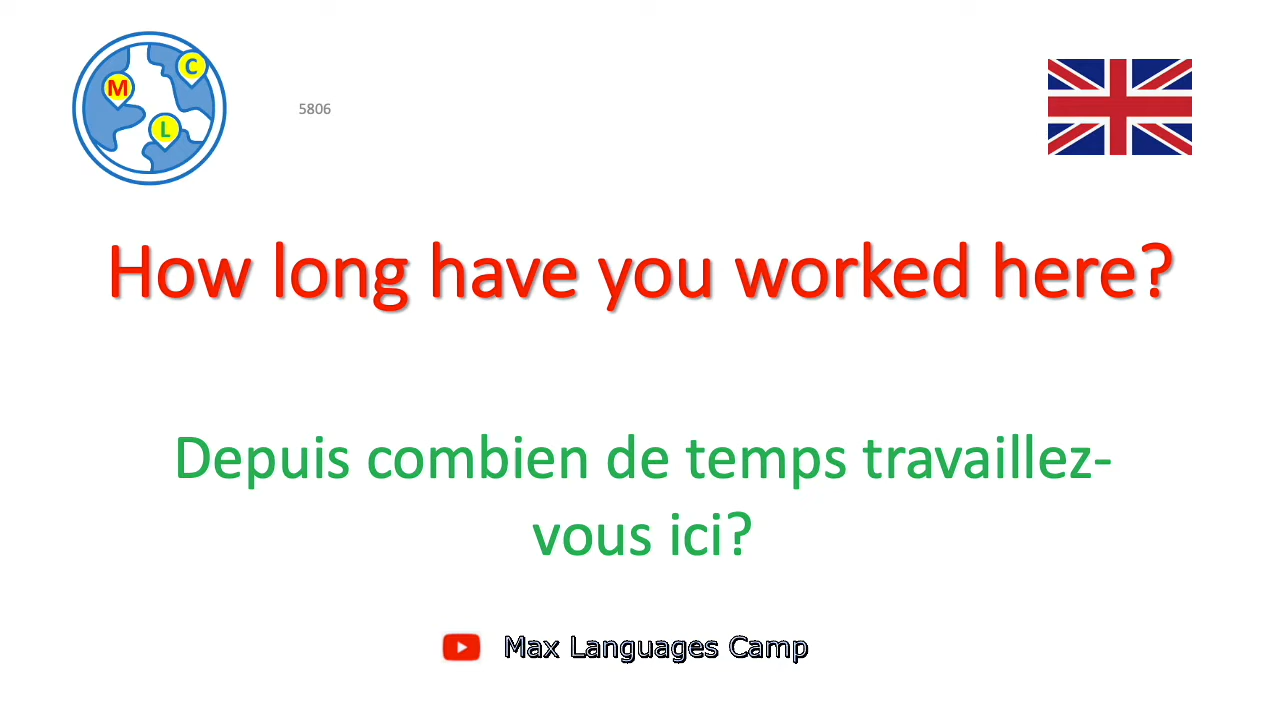 C
M
5806
L
How long have you worked here?
Depuis combien de temps travaillez-
vous ici?
Max Languages Camp